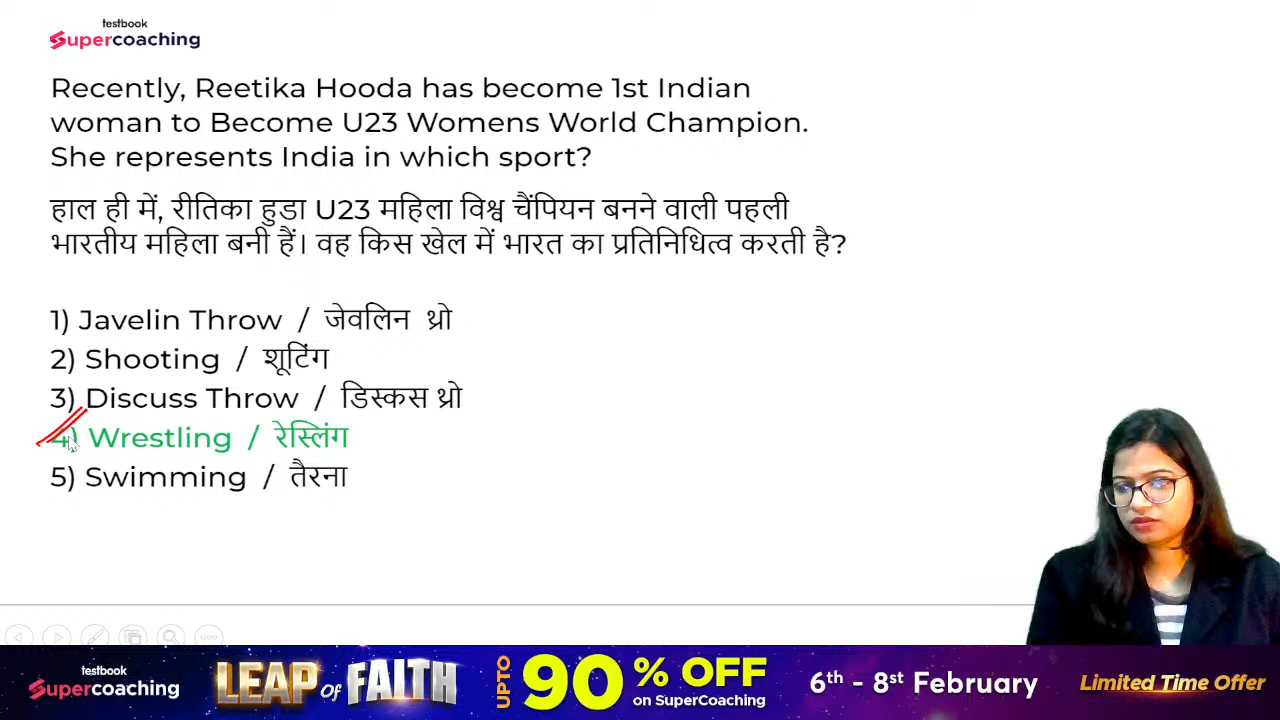 testbook
Supercoaching
Recently, Reetika Hooda has become 1st Indian
woman to Become U23 Womens World Champion.
She represents India in which sport?
हाल ही में, रीतिका हुडा U23 महिला विश्व चैंपियन बनने वाली पहली
भारतीय महिला बनी हैं। वह किस खेल में भारत का प्रतिनिधित्व करती है?
1) Javelin Throw / जेवलिन थ्रो
2) Shooting / शूटिंग
3) Discuss Throw / डिस्कस थ्रो
4) Wrestling / रेस्लिंग
5) Swimming / तैरना
testbook
Supercoaching
LEAP OF FAITH
UPTO 90% OFF
on SuperCoaching
6th - 8st February
Limited Time Offer